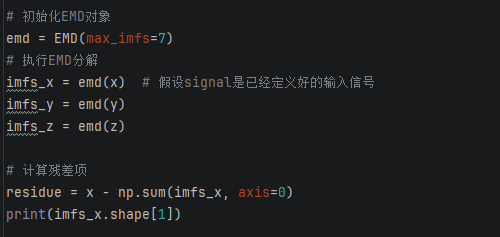 # 初始化EMD对象
emd = EMD(max_imfs=7)
# 执行EMD分解
imfs_x = emd(x)  # 假设signal是已经定义好的输入信号
imfs_y = emd(y)
imfs_z = emd(z)
# 计算残差项
residue = x - np.sum(imfs_x, axis=0)
print(imfs_x.shape[1])